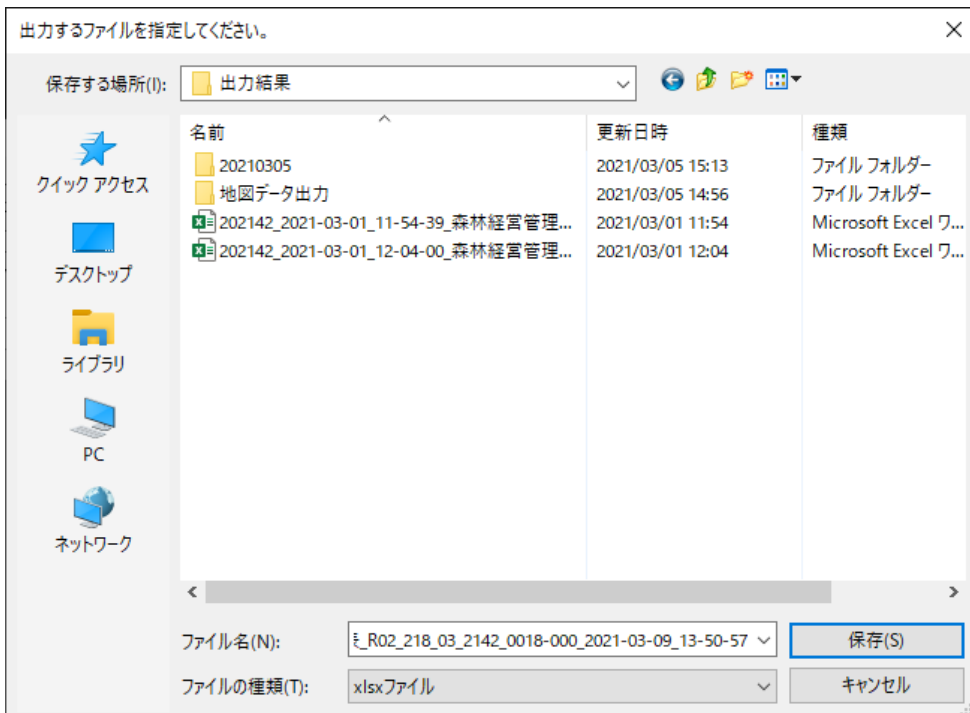 出力するファイルを指定してください。
保存する場所(I): 出力結果
名前 更新日時 種類
20210305 2021/03/05 15:13 ファイル フォルダー
地図データ出力 2021/03/05 14:56 ファイル フォルダー
202142_2021-03-01_11-54-39_森林経営管理... 2021/03/01 11:54 Microsoft Excel ワ...
202142_2021-03-01_12-04-00_森林経営管理... 2021/03/01 12:04 Microsoft Excel ワ...
クイック アクセス
デスクトップ
ライブラリ
PC
ネットワーク
ファイル名(N): _R02_218_03_2142_0018-000_2021-03-09_13-50-57 保存(S)
ファイルの種類(T): xlsxファイル キャンセル